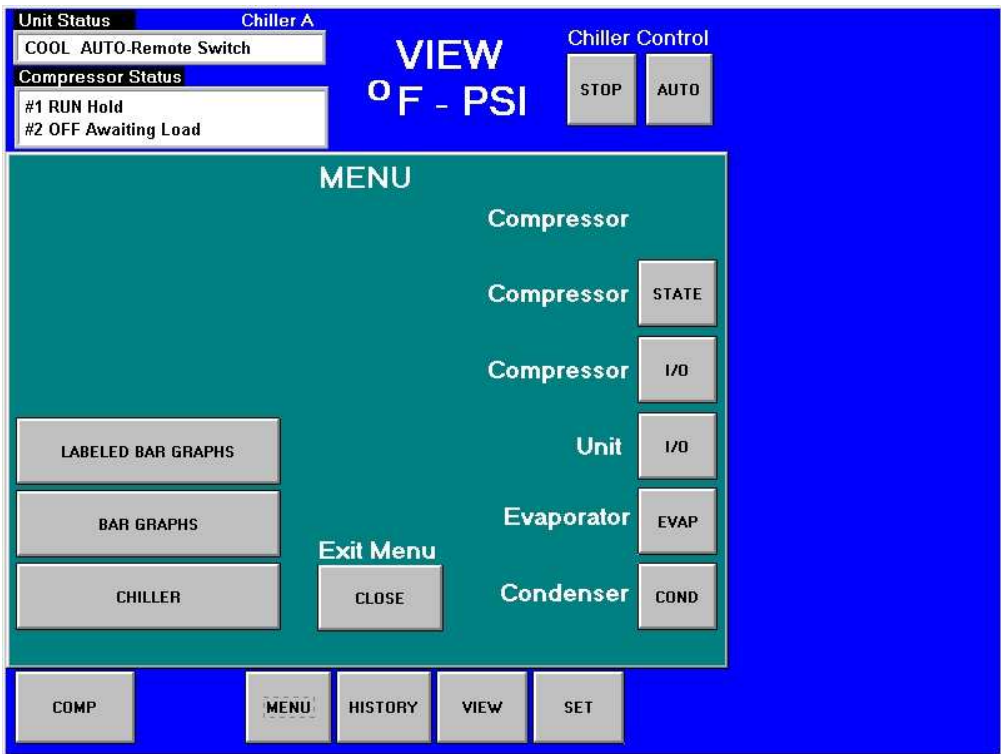 Unit Status Chiller A
COOL AUTO-Remote Switch
Compressor Status
#1 RUN Hold
#2 OFF Awaiting Load
VIEW
°F - PSI
Chiller Control
STOP AUTO
MENU
Compressor
Compressor STATE
Compressor I/O
Unit I/O
Evaporator EVAP
Condenser COND
LABELED BAR GRAPHS
BAR GRAPHS
CHILLER
Exit Menu
CLOSE
COMP MENU HISTORY VIEW SET